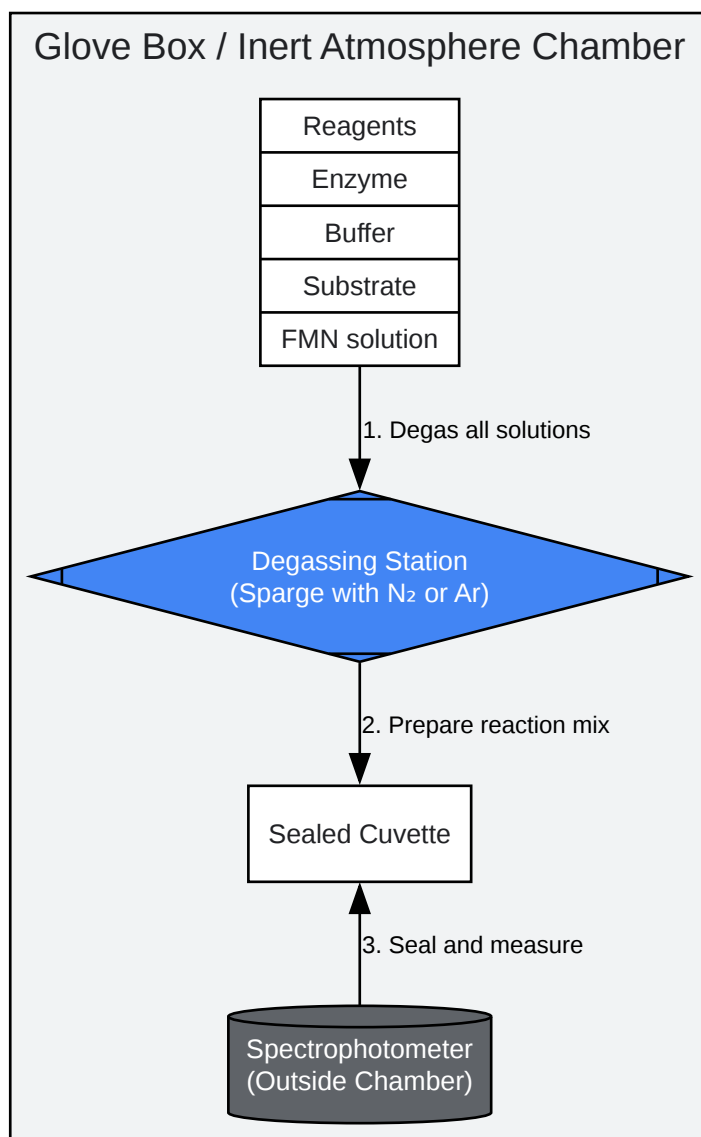 Glove Box / Inert Atmosphere Chamber
Reagents
Enzyme
Buffer
Substrate
FMN solution
1. Degas all solutions
Degassing Station
(Sparge with N₂ or Ar)
2. Prepare reaction mix
Sealed Cuvette
3. Seal and measure
Spectrophotometer
(Outside Chamber)